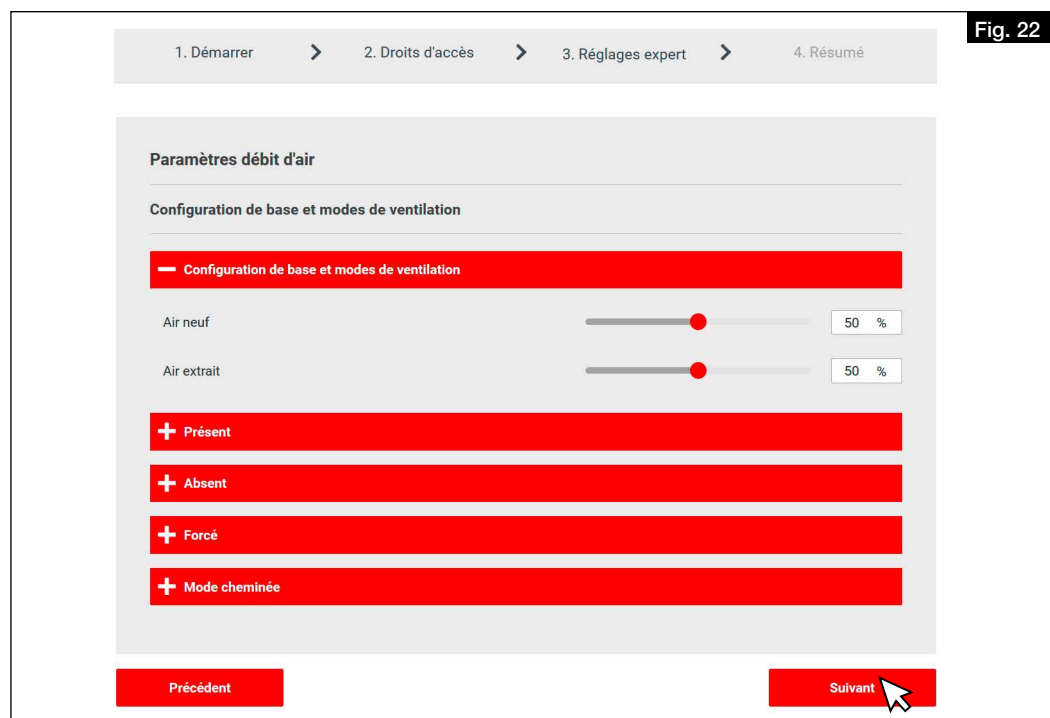 Fig. 22
1. Démarrer 2. Droits d'accès 3. Réglages expert 4. Résumé
Paramètres débit d'air
Configuration de base et modes de ventilation
Configuration de base et modes de ventilation
Air neuf 50 %
Air extrait 50 %
Présent
Absent
Forcé
Mode cheminée
Précédent Suivant